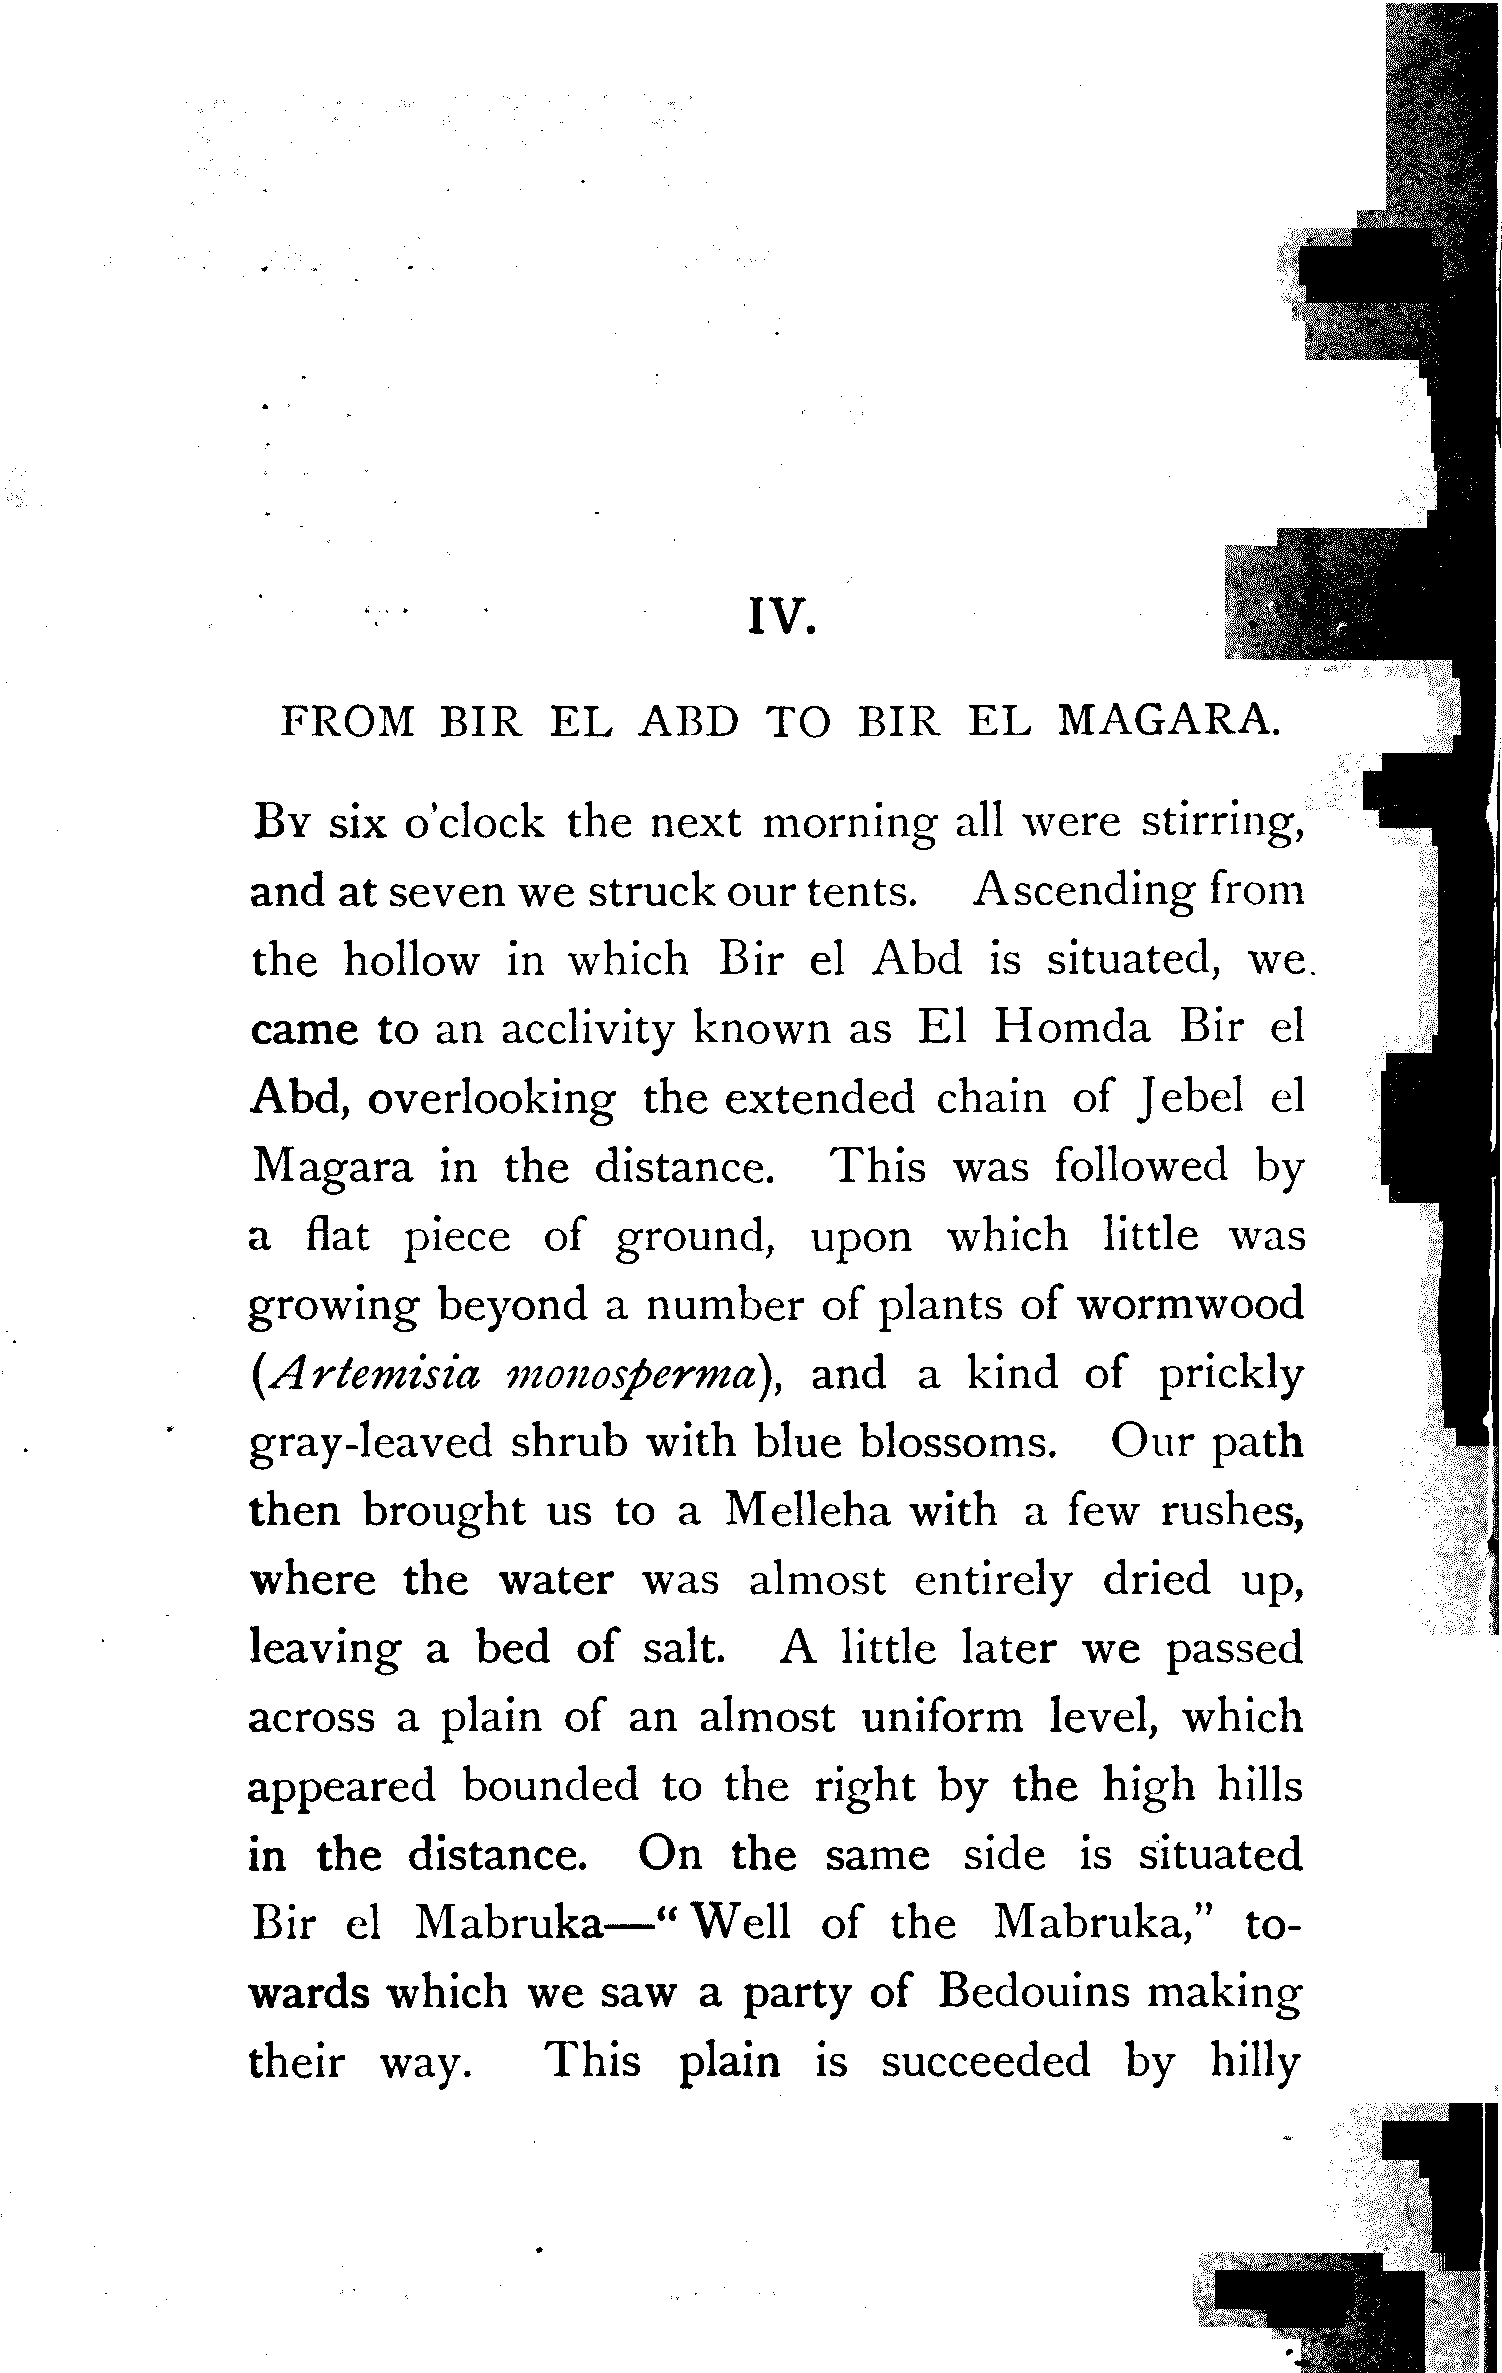 IV.
FROM BIR EL ABD TO BIR EL MAGARA.
By six o'clock the next morning all were stirring,
and at seven we struck our tents. Ascending from
the hollow in which Bir el Abd is situated, we
came to an acclivity known as El Homda Bir el
Abd, overlooking the extended chain of Jebel el
Magara in the distance. This was followed by
a flat piece of ground, upon which little was
growing beyond a number of plants of wormwood
(Artemisia monosperma), and a kind of prickly
gray-leaved shrub with blue blossoms. Our path
then brought us to a Melleha with a few rushes,
where the water was almost entirely dried up,
leaving a bed of salt. A little later we passed
across a plain of an almost uniform level, which
appeared bounded to the right by the high hills
in the distance. On the same side is situated
Bir el Mabruka—“Well of the Mabruka,” to-
wards which we saw a party of Bedouins making
their way. This plain is succeeded by hilly